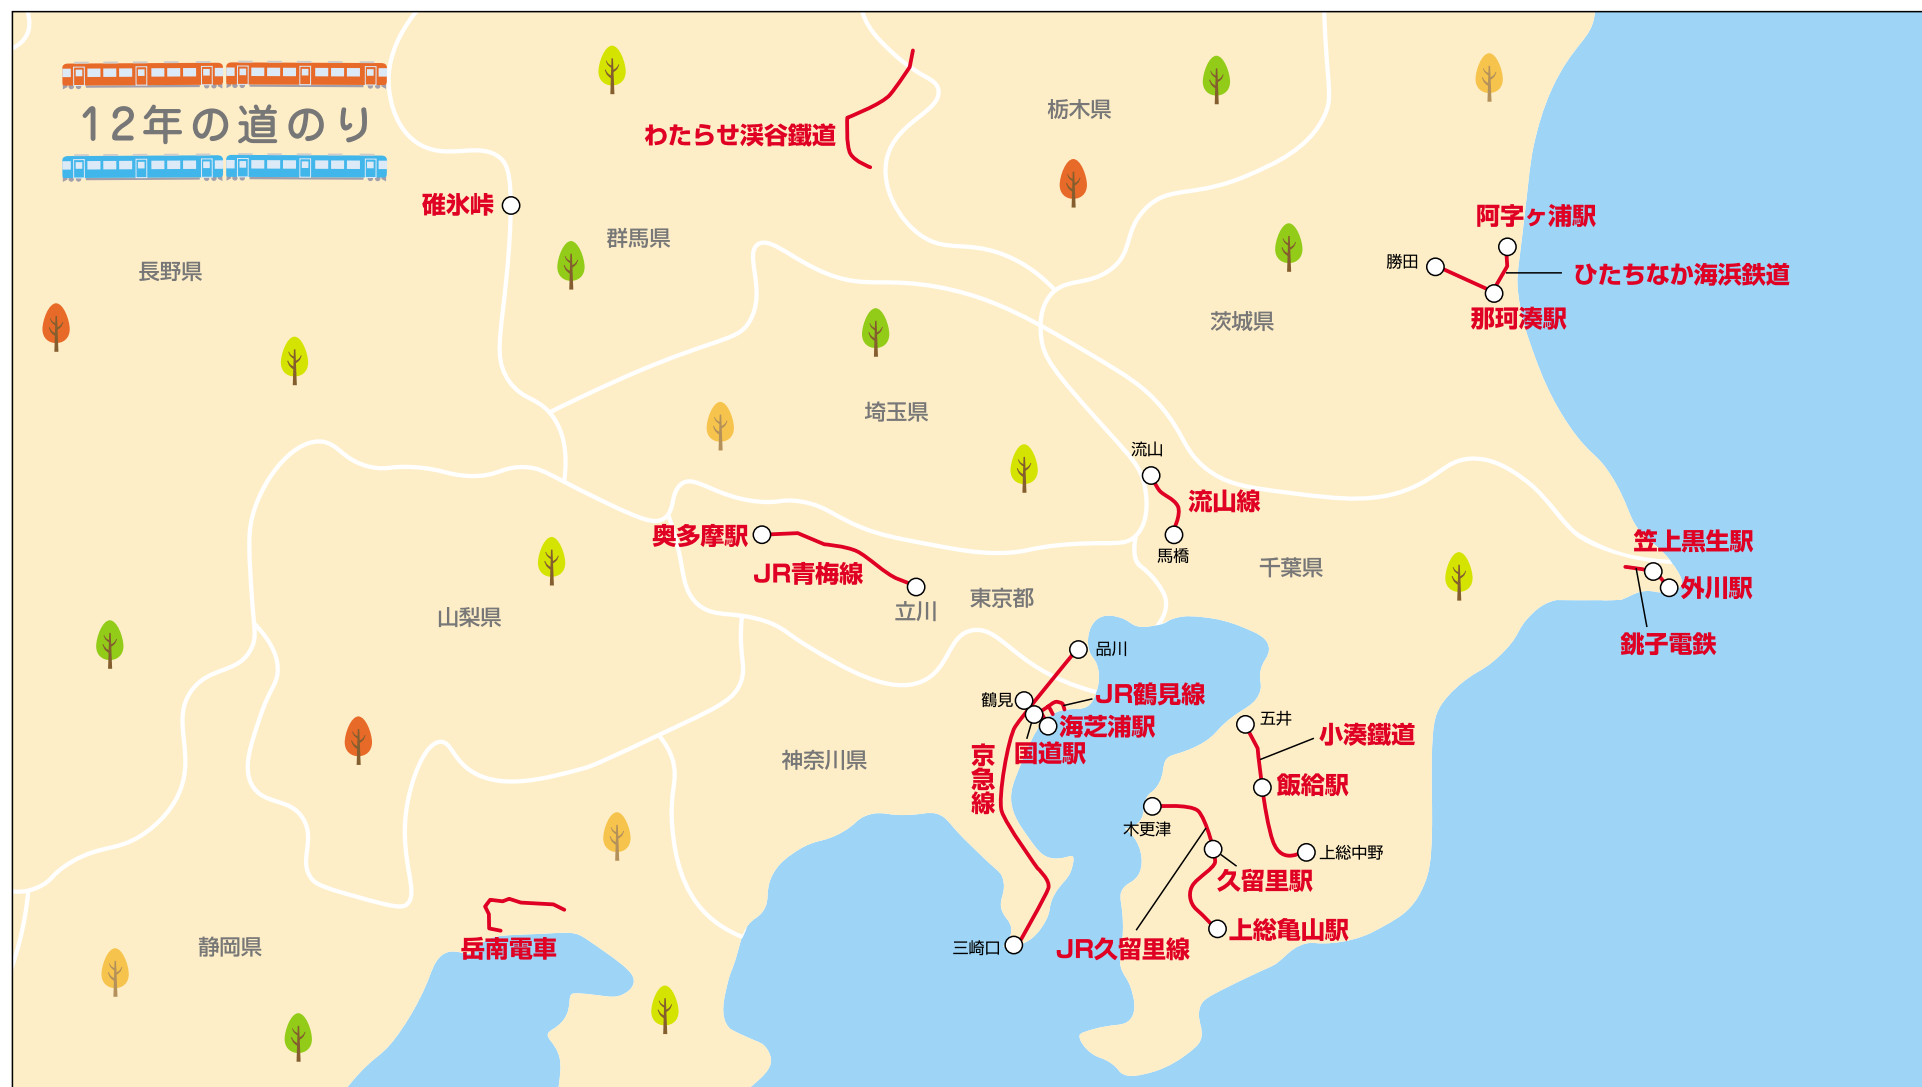 12年の道のり
わたらせ渓谷鐵道
栃木県
碓氷峠
群馬県
長野県
阿字ヶ浦駅
勝田
ひたちなか海浜鉄道
那珂湊駅
茨城県
埼玉県
流山
流山線
馬橋
奥多摩駅
JR青梅線
立川
東京都
千葉県
笠上黒生駅
外川駅
銚子電鉄
山梨県
品川
鶴見
JR鶴見線
海芝浦駅
国道駅
京急線
神奈川県
五井
小湊鐵道
飯給駅
木更津
上総中野
久留里駅
上総亀山駅
JR久留里線
三崎口
静岡県
岳南電車